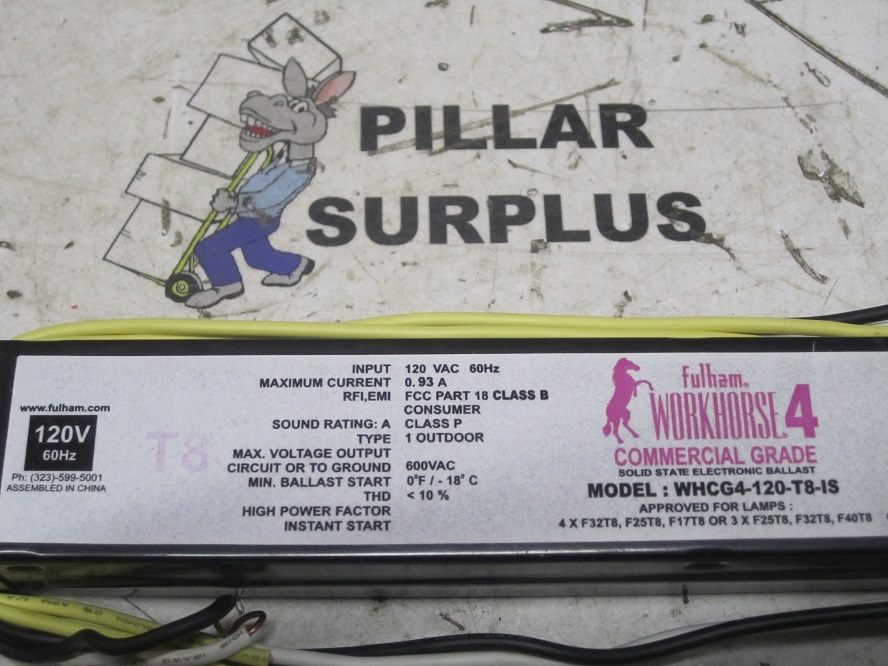 PILLAR
SURPLUS
www.fulham.com
120V
60Hz
Ph: (323)-599-5001
ASSEMBLED IN CHINA
T8
INPUT 120 VAC 60Hz
MAXIMUM CURRENT 0.93 A
RFI,EMI FCC PART 18 CLASS B
CONSUMER
SOUND RATING: A CLASS P
TYPE 1 OUTDOOR
MAX. VOLTAGE OUTPUT
CIRCUIT OR TO GROUND 600VAC
MIN. BALLAST START 0°F / - 18° C
THD < 10 %
HIGH POWER FACTOR
INSTANT START
fulham®
WORKHORSE 4
COMMERCIAL GRADE
SOLID STATE ELECTRONIC BALLAST
MODEL : WHCG4-120-T8-IS
APPROVED FOR LAMPS :
4 X F32T8, F25T8, F17T8 OR 3 X F25T8, F32T8, F40T8